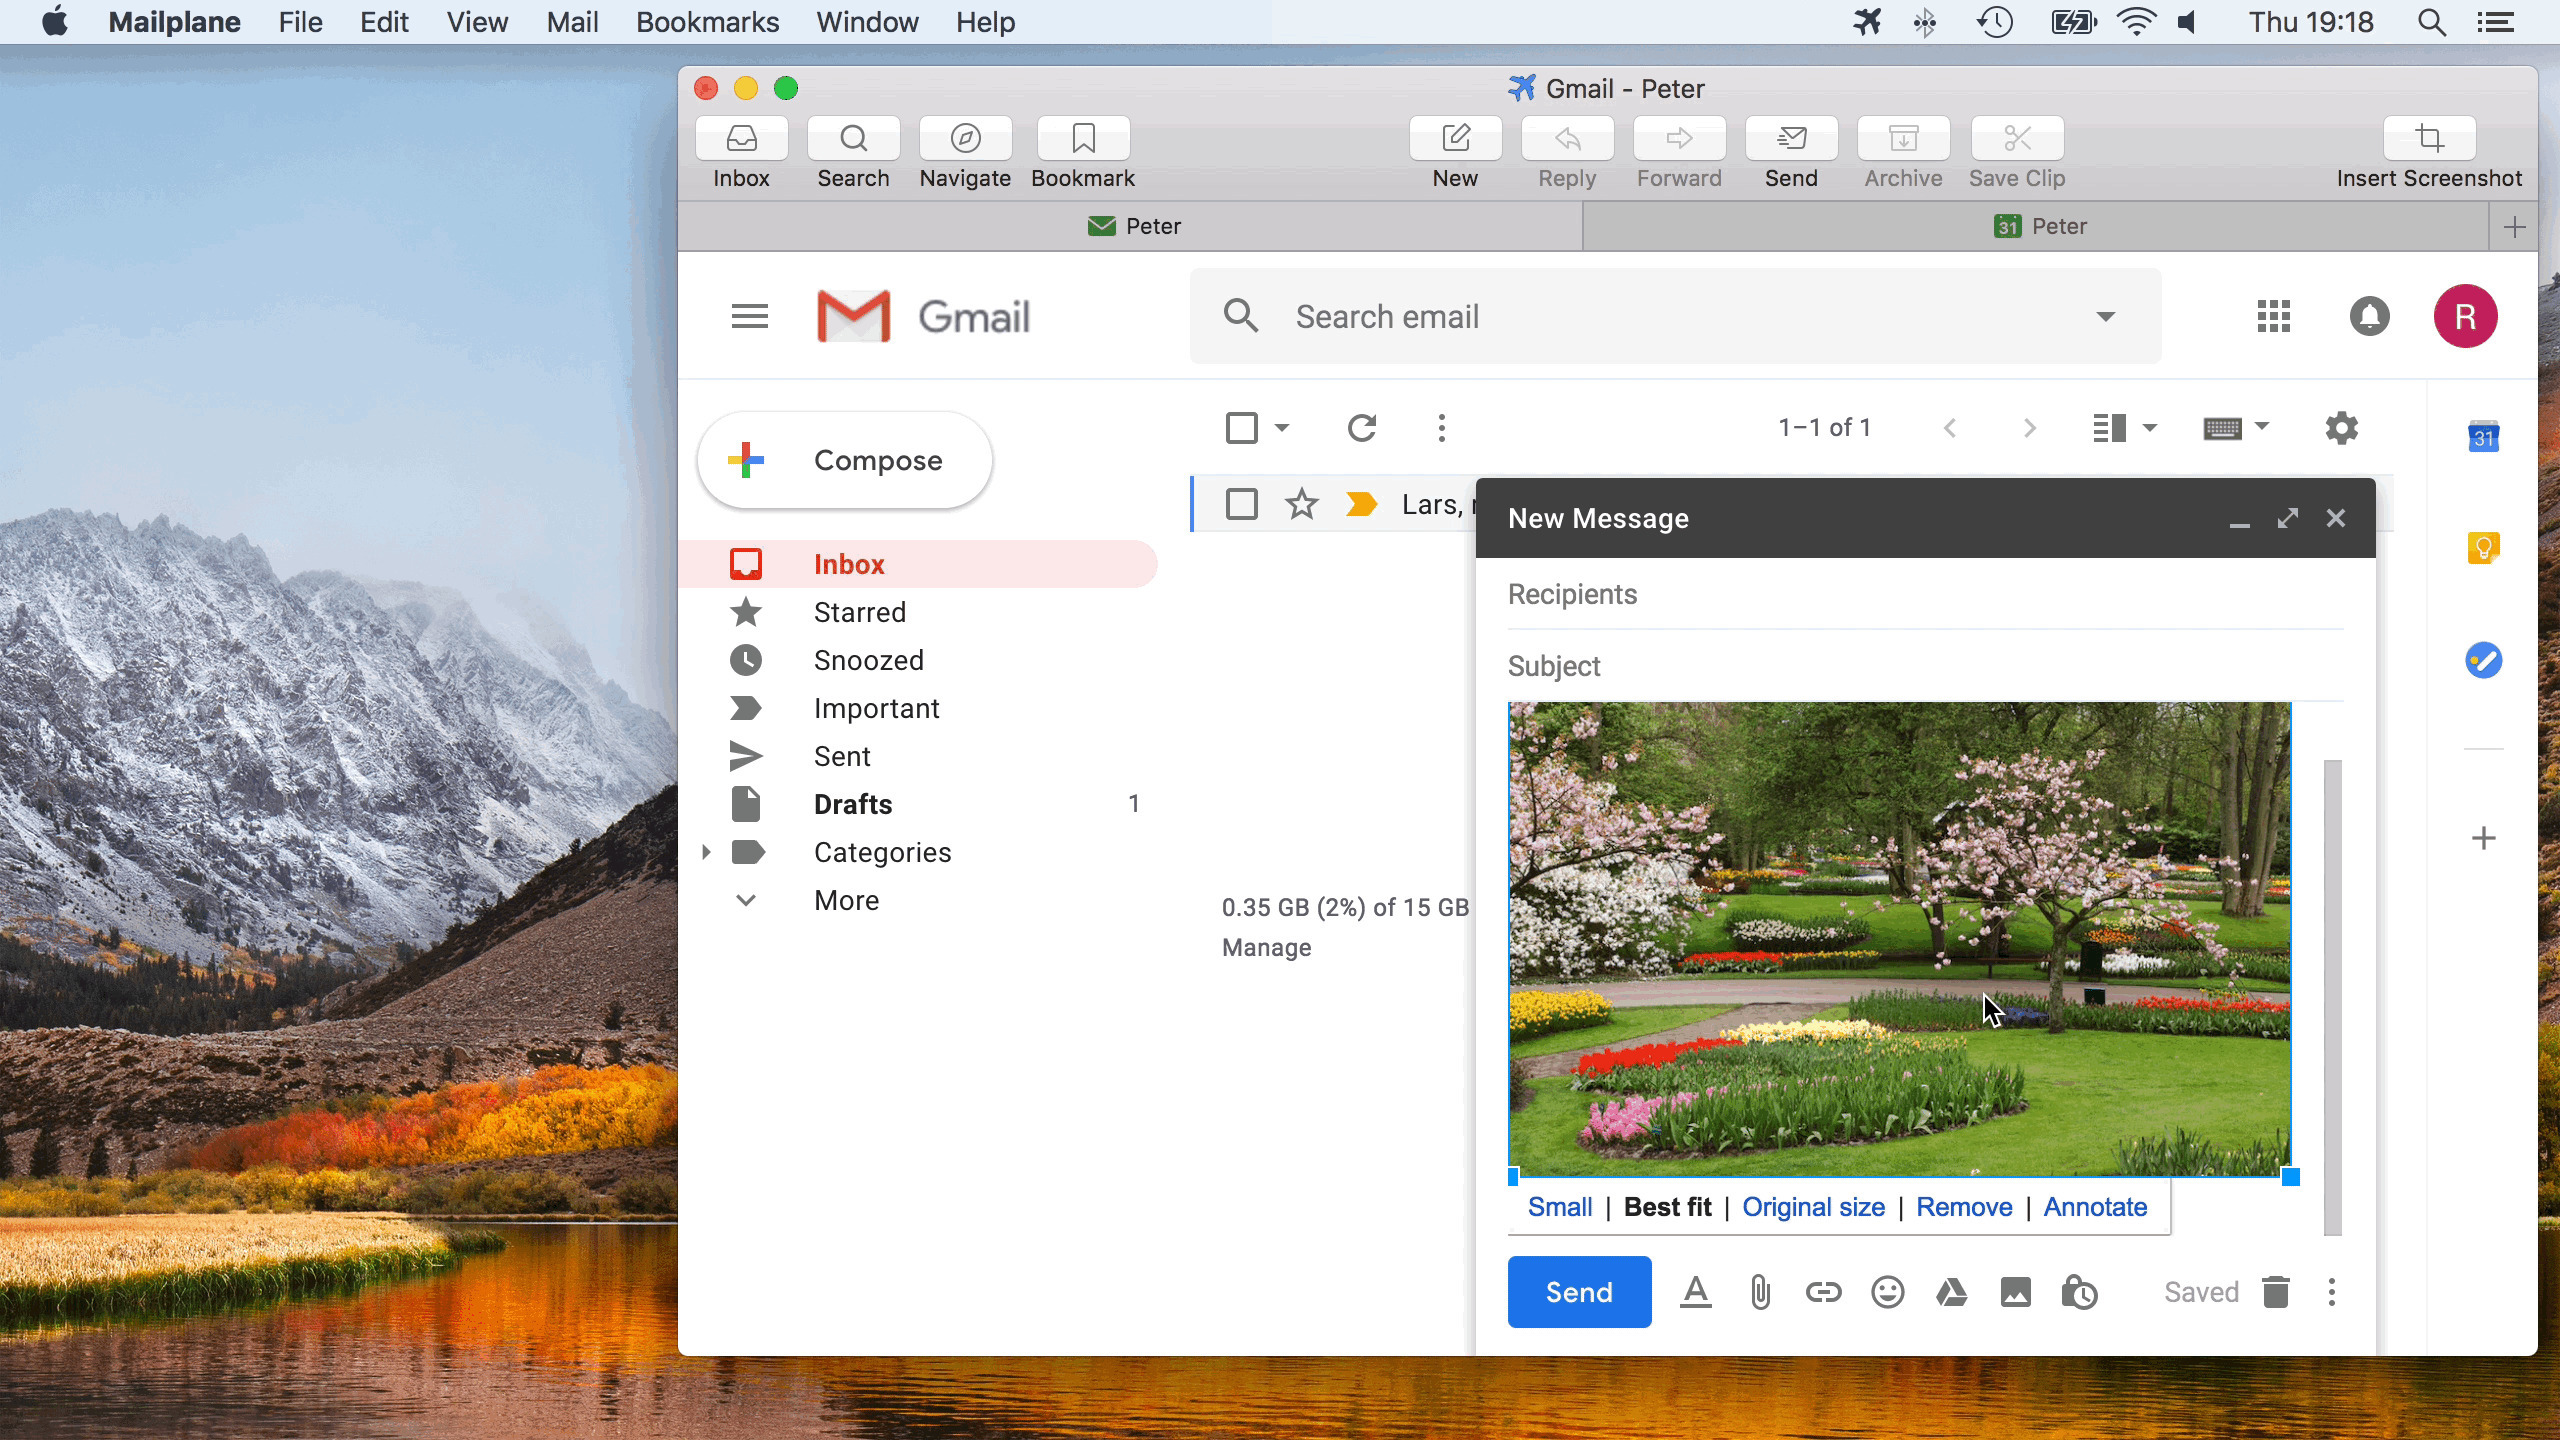 Mailplane File Edit View Mail Bookmarks Window Help Thu 19:18
Gmail - Peter
Inbox Search Navigate Bookmark New Reply Forward Send Archive Save Clip Insert Screenshot
Peter 31 Peter
Gmail Search email R
Compose 1–1 of 1 31
Lars,
New Message
Inbox
Recipients
Starred
Snoozed
Subject
Important
Sent
Drafts 1
Categories
More
0.35 GB (2%) of 15 GB
Manage
Small | Best fit | Original size | Remove | Annotate
Send A Saved